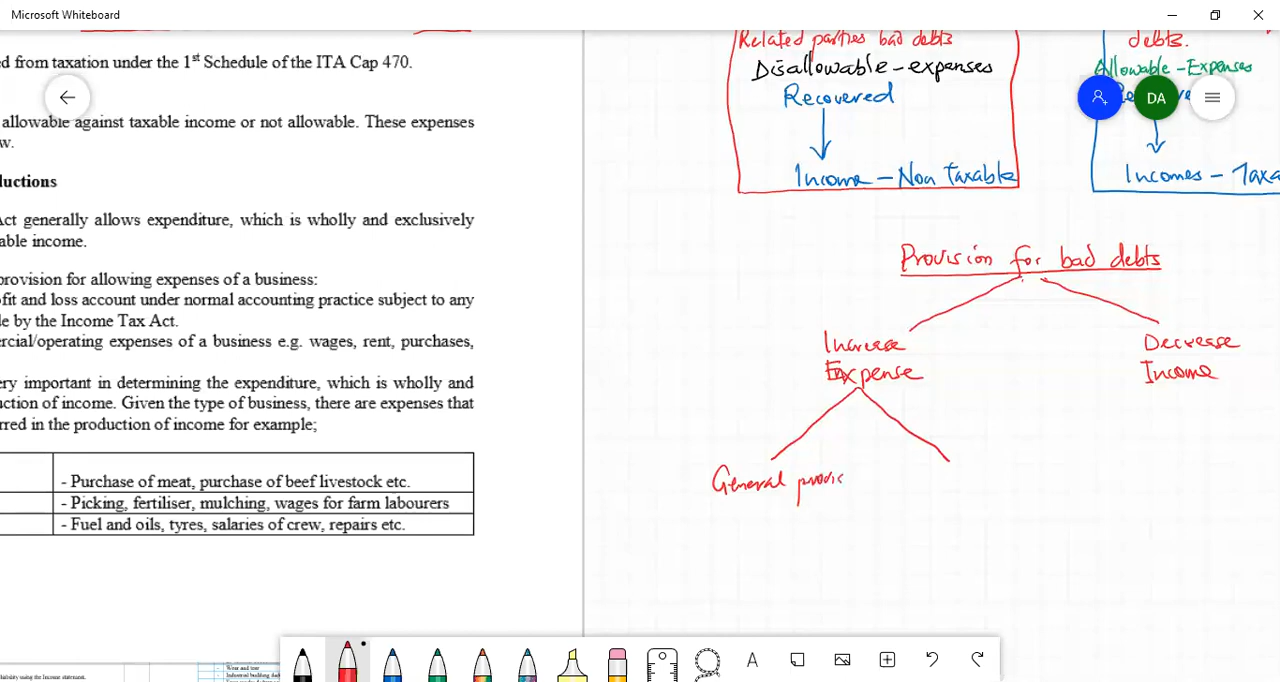 Microsoft Whiteboard
ed from taxation under the 1st Schedule of the ITA Cap 470.
allowable against taxable income or not allowable. These expenses
w.
ductions
Act generally allows expenditure, which is wholly and exclusively
able income.
provision for allowing expenses of a business:
ofit and loss account under normal accounting practice subject to any
de by the Income Tax Act.
ercial/operating expenses of a business e.g. wages, rent, purchases,
ery important in determining the expenditure, which is wholly and
uction of income. Given the type of business, there are expenses that
rred in the production of income for example;
- Purchase of meat, purchase of beef livestock etc.
- Picking, fertiliser, mulching, wages for farm labourers
- Fuel and oils, tyres, salaries of crew, repairs etc.
Related parties bad debts
Disallowable - expenses
Recovered
Income - Non Taxable
debts.
Allowable - Expenses
DA
Incomes - Taxa
Provision for bad debts
Increase
Expense
Decrease
Income
General provic
Wear and tear
A